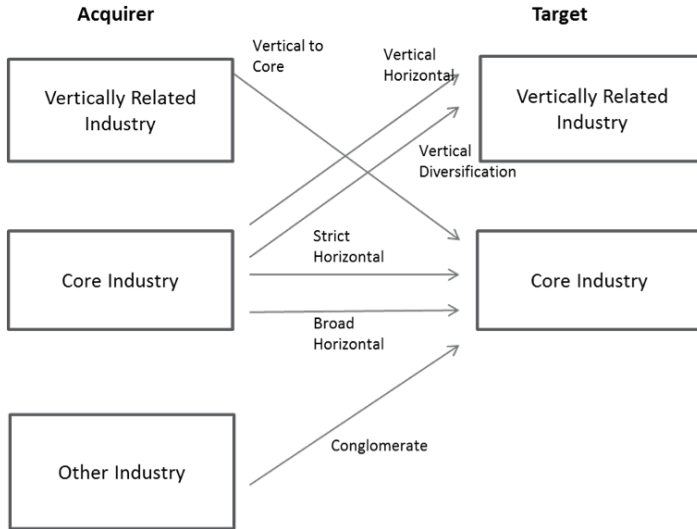 Acquirer
Target
Vertical to
Core
Vertical
Horizontal
Vertically Related
Industry
Vertically Related
Industry
Vertical
Diversification
Strict
Horizontal
Core Industry
Core Industry
Broad
Horizontal
Conglomerate
Other Industry